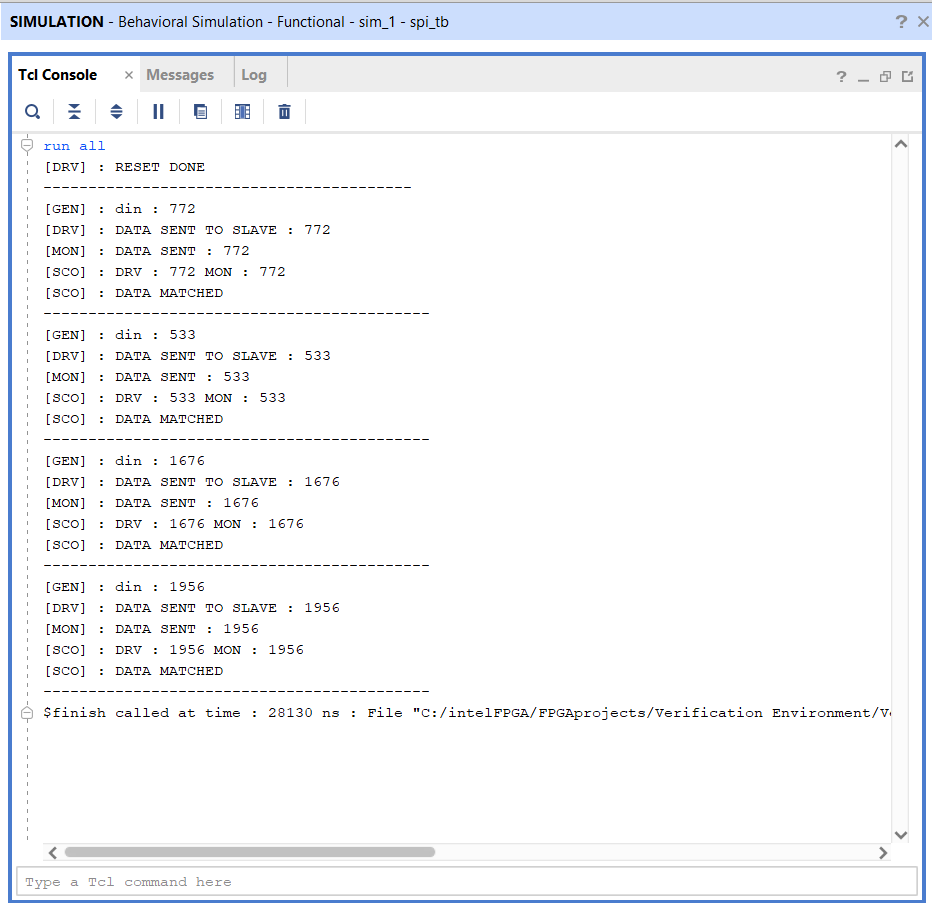 SIMULATION - Behavioral Simulation - Functional - sim_1 - spi_tb
Tcl Console
Messages
Log
run all
[DRV] : RESET DONE
-----------------------------------------
[GEN] : din : 772
[DRV] : DATA SENT TO SLAVE : 772
[MON] : DATA SENT : 772
[SCO] : DRV : 772 MON : 772
[SCO] : DATA MATCHED
-------------------------------------------
[GEN] : din : 533
[DRV] : DATA SENT TO SLAVE : 533
[MON] : DATA SENT : 533
[SCO] : DRV : 533 MON : 533
[SCO] : DATA MATCHED
-------------------------------------------
[GEN] : din : 1676
[DRV] : DATA SENT TO SLAVE : 1676
[MON] : DATA SENT : 1676
[SCO] : DRV : 1676 MON : 1676
[SCO] : DATA MATCHED
-------------------------------------------
[GEN] : din : 1956
[DRV] : DATA SENT TO SLAVE : 1956
[MON] : DATA SENT : 1956
[SCO] : DRV : 1956 MON : 1956
[SCO] : DATA MATCHED
-------------------------------------------
$finish called at time : 28130 ns : File "C:/intelFPGA/FPGAprojects/Verification Environment/
Type a Tcl command here